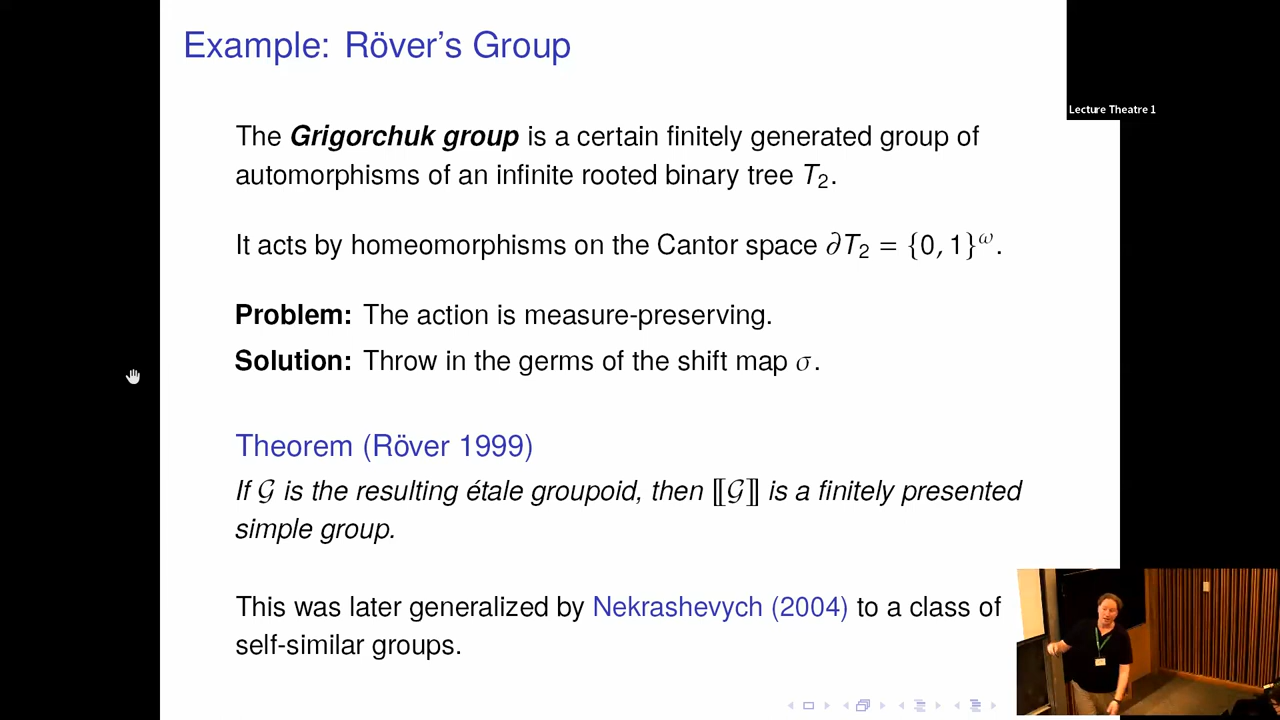 Example: Röver's Group
Lecture Theatre 1
The Grigorchuk group is a certain finitely generated group of
automorphisms of an infinite rooted binary tree T₂.
It acts by homeomorphisms on the Cantor space ∂T₂ = {0, 1}^ω.
Problem: The action is measure-preserving.
Solution: Throw in the germs of the shift map σ.
Theorem (Röver 1999)
If 𝒢 is the resulting étale groupoid, then ⟦𝒢⟧ is a finitely presented
simple group.
This was later generalized by Nekrashevych (2004) to a class of
self-similar groups.